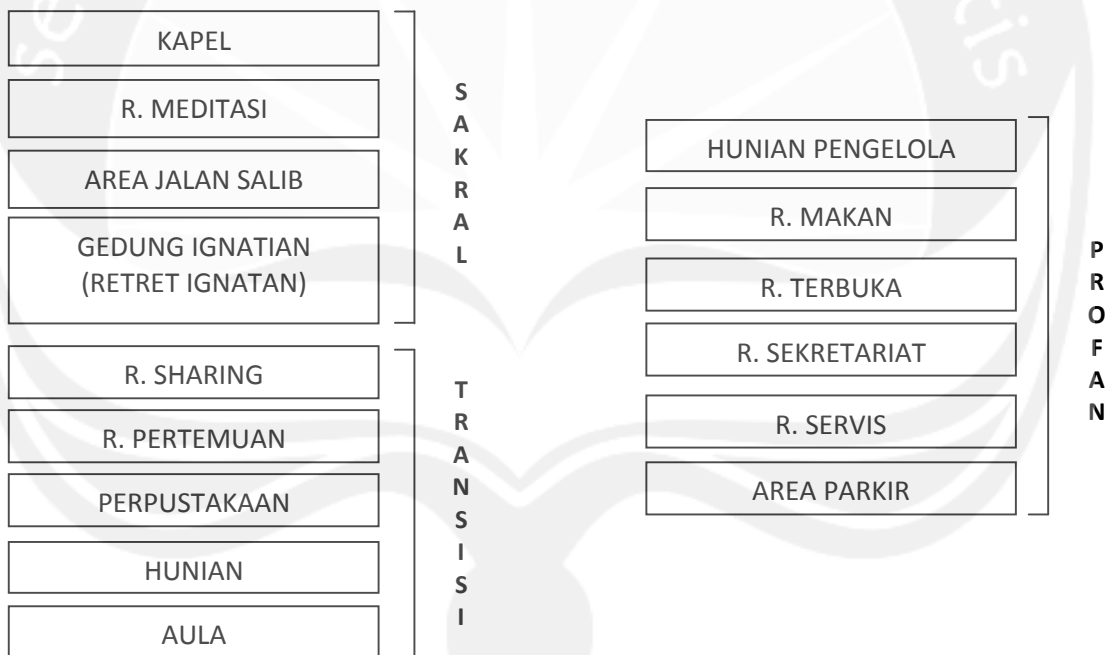 KAPEL
R. MEDITASI
AREA JALAN SALIB
GEDUNG IGNATIAN
(RETRET IGNATAN)
SAKRAL
R. SHARING
R. PERTEMUAN
PERPUSTAKAAN
HUNIAN
AULA
TRANSISI
HUNIAN PENGELOLA
R. MAKAN
R. TERBUKA
R. SEKRETARIAT
R. SERVIS
AREA PARKIR
PROFAN